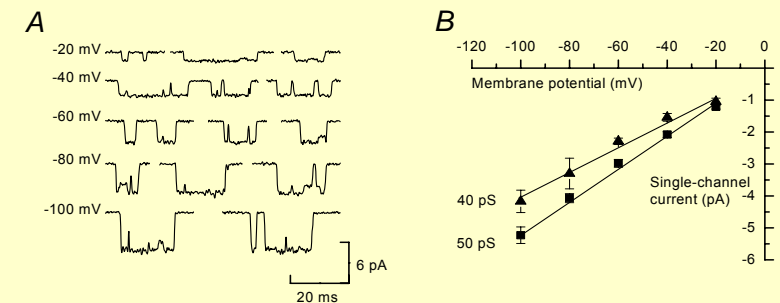 A
-20 mV
-40 mV
-60 mV
-80 mV
-100 mV
6 pA
20 ms
B
-120 -100 -80 -60 -40 -20 0
Membrane potential (mV)
-1
-2
-3
-4
-5
-6
Single-channel
current (pA)
40 pS
50 pS